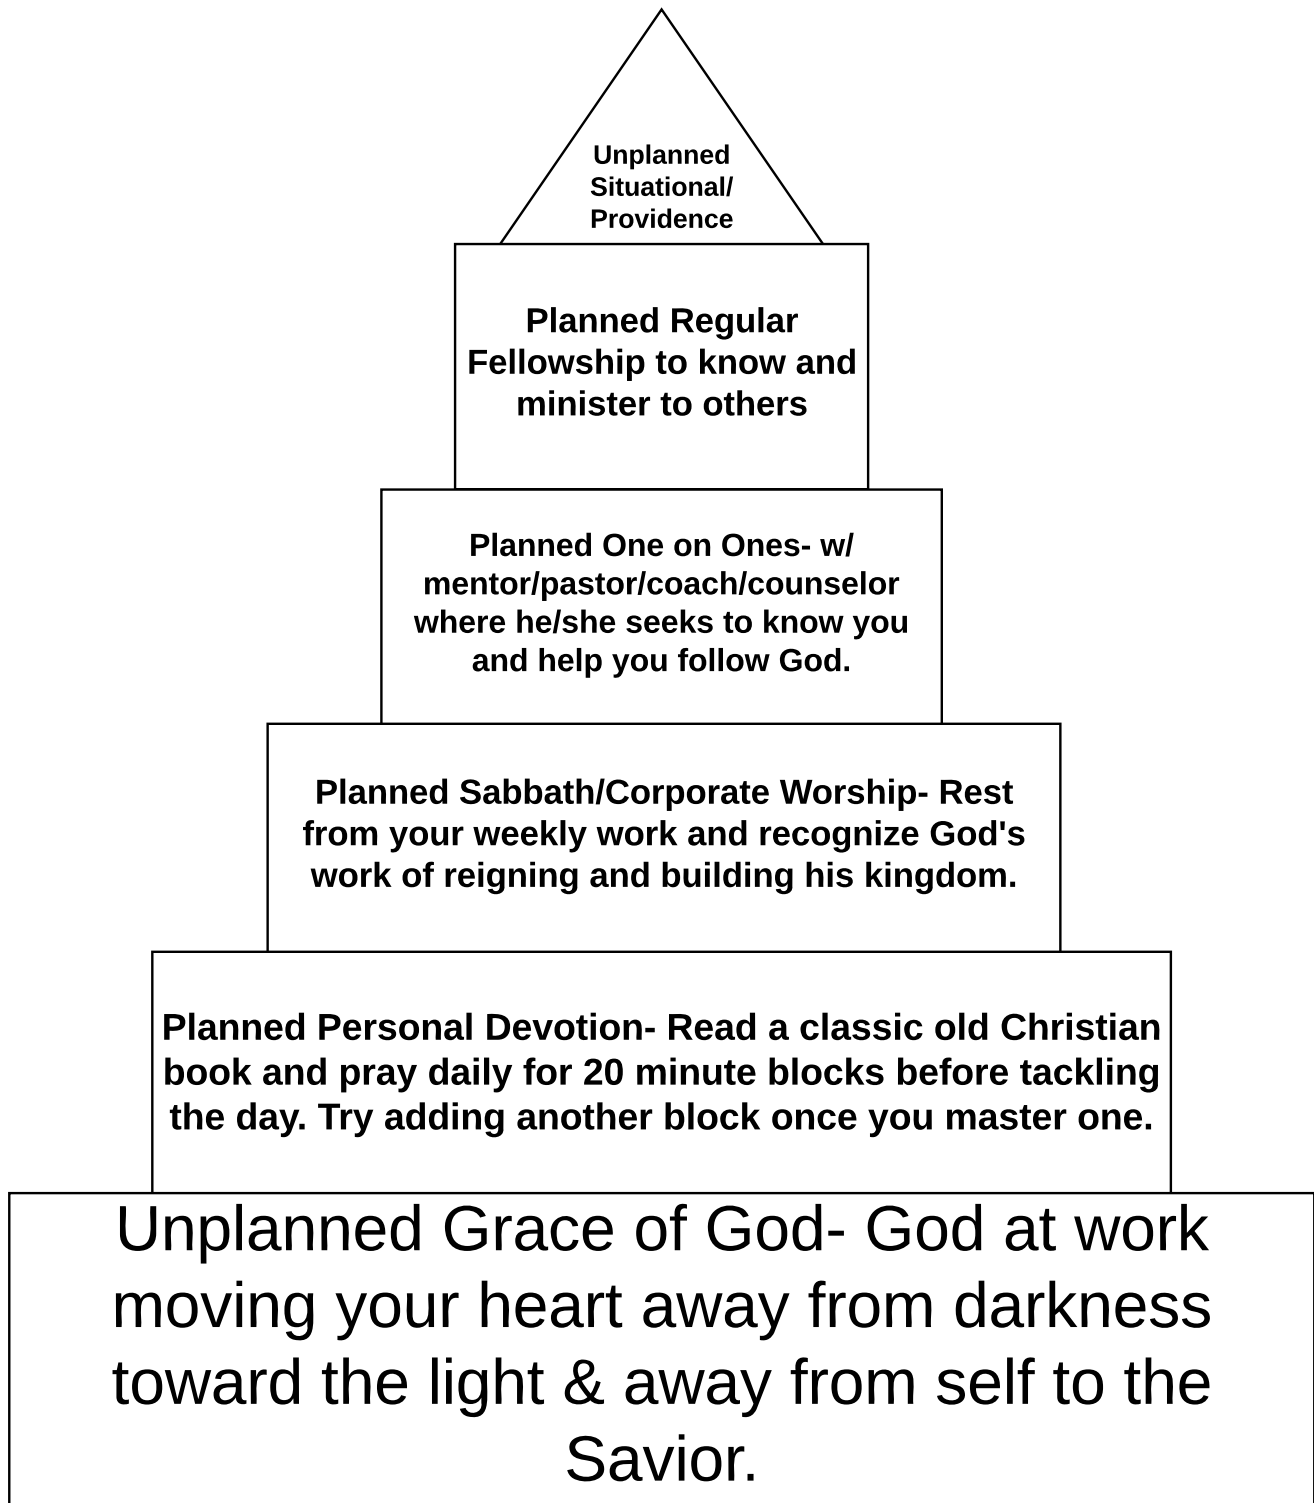 Unplanned
Situational/
Providence
Planned Regular
Fellowship to know and
minister to others
Planned One on Ones- w/
mentor/pastor/coach/counselor
where he/she seeks to know you
and help you follow God.
Planned Sabbath/Corporate Worship- Rest
from your weekly work and recognize God's
work of reigning and building his kingdom.
Planned Personal Devotion- Read a classic old Christian
book and pray daily for 20 minute blocks before tackling
the day. Try adding another block once you master one.
Unplanned Grace of God- God at work
moving your heart away from darkness
toward the light & away from self to the
Savior.